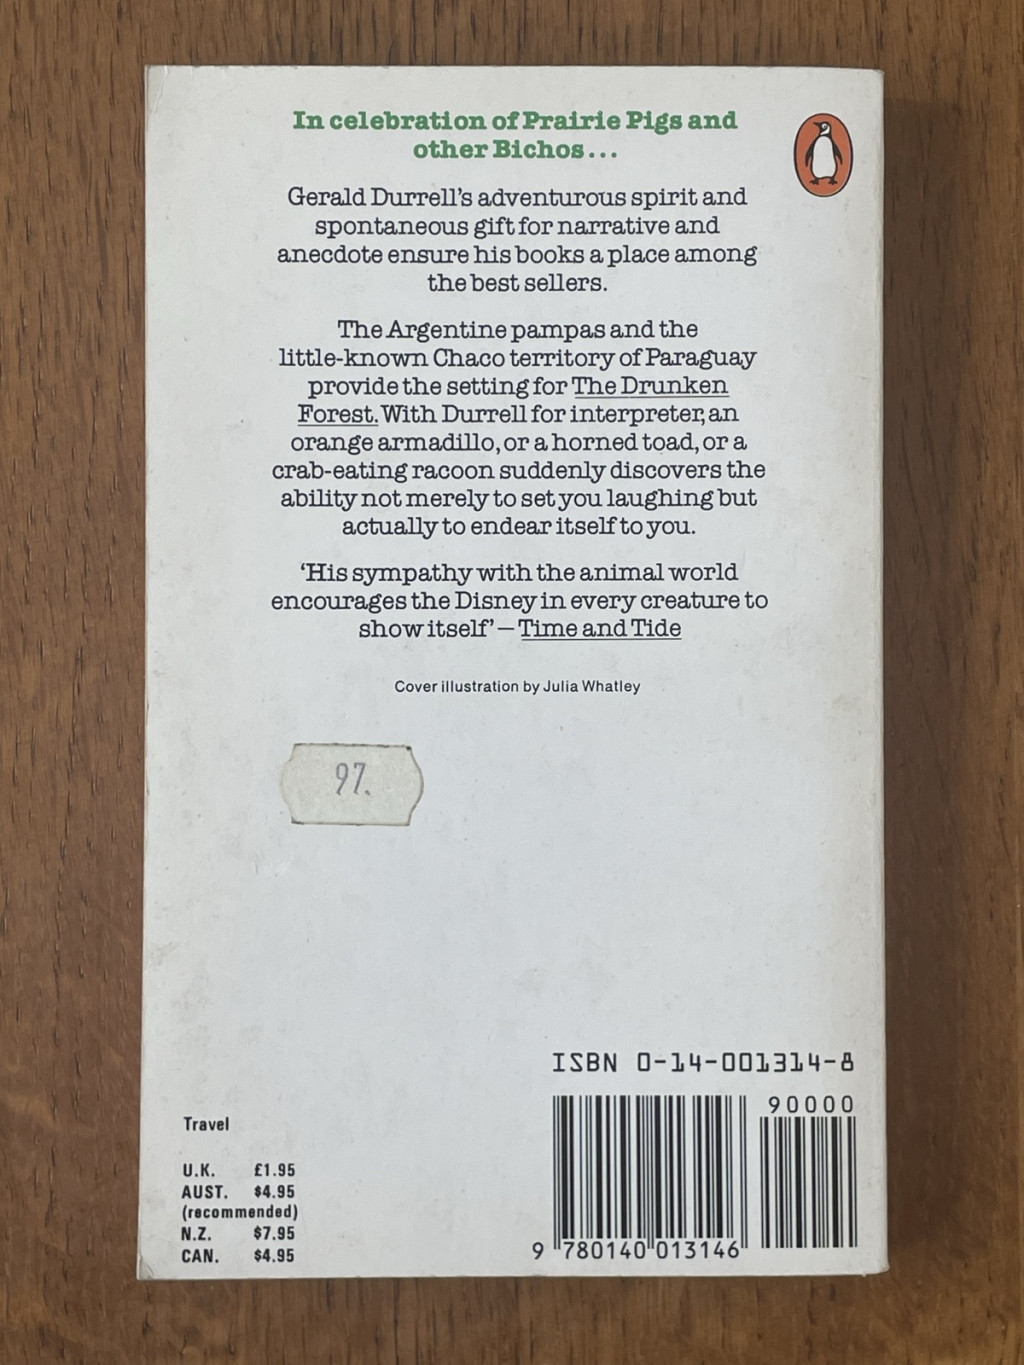 In celebration of Prairie Pigs and
other Bichos...
Gerald Durrell's adventurous spirit and
spontaneous gift for narrative and
anecdote ensure his books a place among
the best sellers.
The Argentine pampas and the
little-known Chaco territory of Paraguay
provide the setting for The Drunken
Forest. With Durrell for interpreter, an
orange armadillo, or a horned toad, or a
crab-eating racoon suddenly discovers the
ability not merely to set you laughing but
actually to endear itself to you.
‘His sympathy with the animal world
encourages the Disney in every creature to
show itself’ – Time and Tide
Cover illustration by Julia Whatley
97.
ISBN 0-14-001314-8
90000
9 780140 013146
Travel
U.K. £1.95
AUST. $4.95
(recommended)
N.Z. $7.95
CAN. $4.95